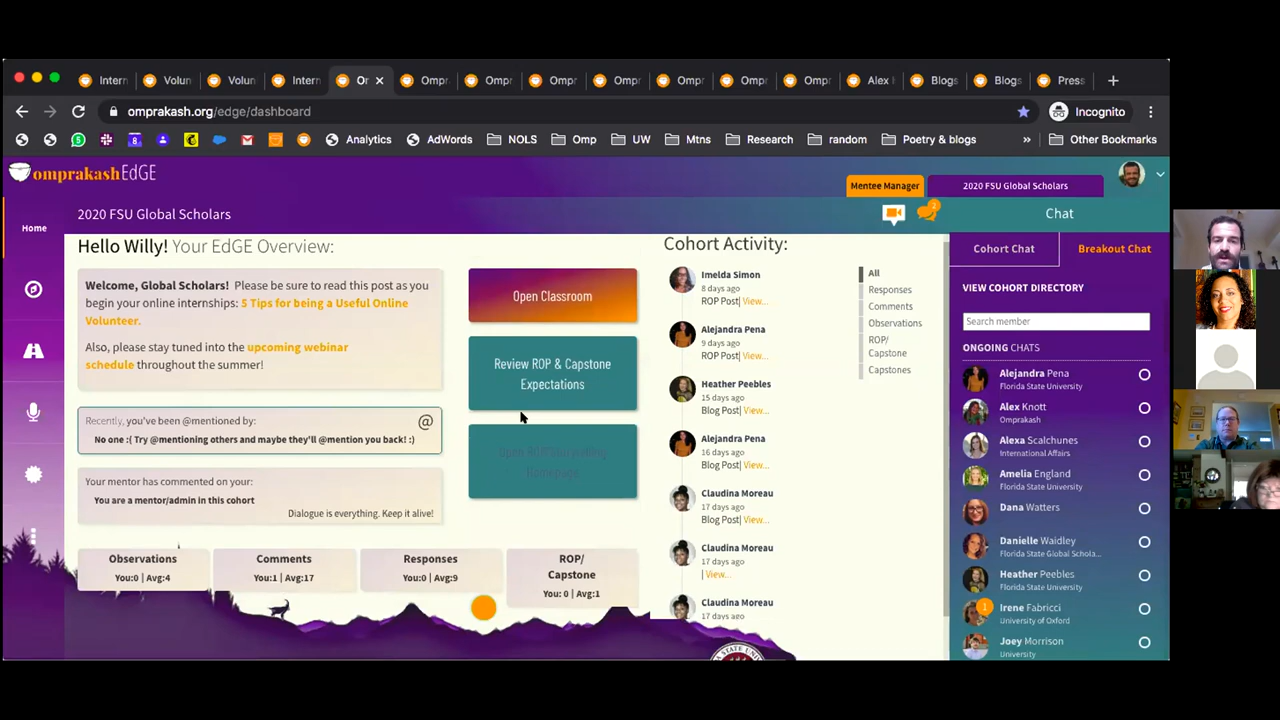 Intern
Volun
Volun
Intern
Or
Ompr
Ompr
Ompr
Ompr
Ompr
Ompr
Ompr
Alex
Blogs
Blogs
Press
omprakash.org/edge/dashboard
Incognito
Analytics
AdWords
NOLS
Omp
UW
Mtns
Research
random
Poetry & blogs
»
Other Bookmarks
omprakash EdGE
Mentee Manager
2020 FSU Global Scholars
Home
2020 FSU Global Scholars
Chat
Hello Willy! Your EdGE Overview:
Welcome, Global Scholars! Please be sure to read this post as
you begin your online internships: 5 Tips for being a Useful Online
Volunteer.
Also, please stay tuned into the upcoming webinar
schedule throughout the summer!
Recently, you've been @mentioned by:
@
No one :( Try @mentioning others and maybe they'll @mention you back! :)
Your mentor has commented on your:
You are a mentor/admin in this cohort
Dialogue is everything. Keep it alive!
Observations
You:0 | Avg:4
Comments
You:1 | Avg:17
Responses
You:0 | Avg:9
ROP/
Capstone
You: 0 | Avg:1
Open Classroom
Review ROP & Capstone
Expectations
Open ROP/Storytelling
Homepage
Cohort Activity:
Imelda Simon
8 days ago
ROP Post| View...
Alejandra Pena
9 days ago
ROP Post| View...
Heather Peebles
15 days ago
Blog Post| View...
Alejandra Pena
16 days ago
Blog Post| View...
Claudina Moreau
17 days ago
Blog Post| View...
Claudina Moreau
17 days ago
| View...
Claudina Moreau
17 days ago
All
Responses
Comments
Observations
ROP/
Capstone
Capstones
Cohort Chat
Breakout Chat
VIEW COHORT DIRECTORY
Search member
ONGOING CHATS
Alejandra Pena
Florida State University
Alex Knott
Omprakash
Alexa Scalchunes
International Affairs
Amelia England
Florida State University
Dana Watters
Danielle Waidley
Florida State Global Schola...
Heather Peebles
Florida State University
1
Irene Fabricci
University of Oxford
Joey Morrison
University